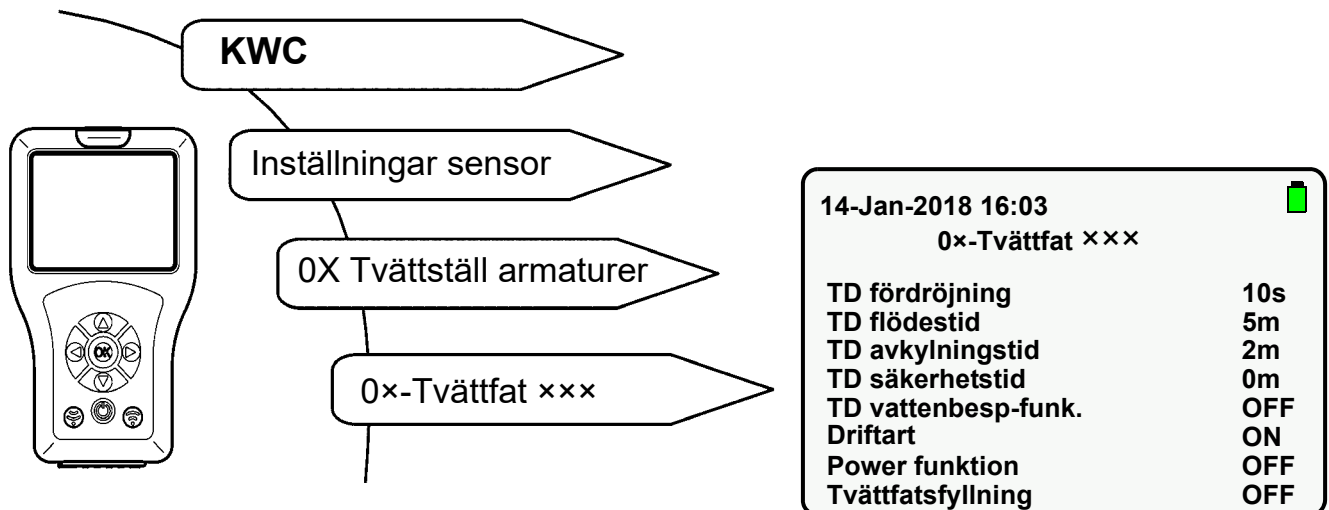 KWC
Inställningar sensor
0X Tvättställ armaturer
0×-Tvättfat ×××
OK
14-Jan-2018 16:03
0×-Tvättfat ×××
TD fördröjning 10s
TD flödestid 5m
TD avkylningstid 2m
TD säkerhetstid 0m
TD vattenbesp-funk. OFF
Driftart ON
Power funktion OFF
Tvättfatsfyllning OFF